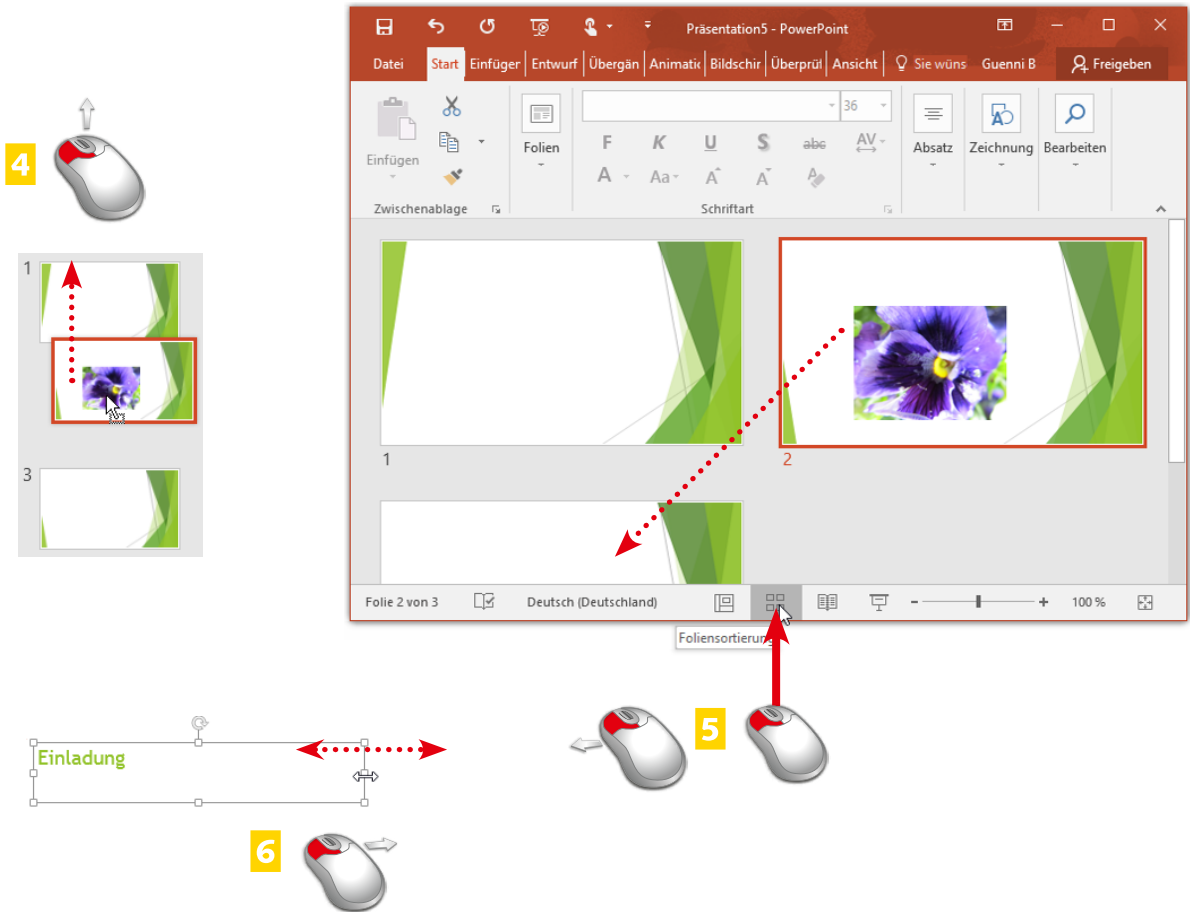 Präsentation5 - PowerPoint
Datei Start Einfüger Entwurf Übergän Animatic Bildschir Überprüf Ansicht Sie wüns Guenni B Freigeben
36
F K U S abc AV
Einfügen Folien Absatz Zeichnung Bearbeiten
A Aa A A A
Zwischenablage Schriftart
4
1
3
1
2
Folie 2 von 3 Deutsch (Deutschland) 100 %
Foliensortierung
5
Einladung
6